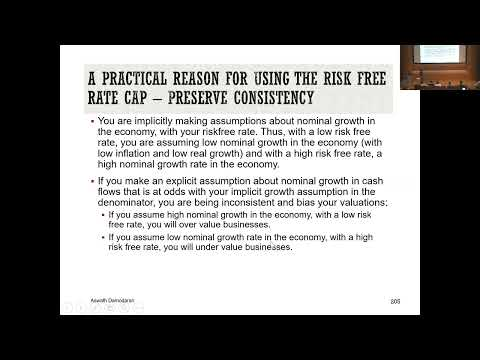 A PRACTICAL REASON FOR USING THE RISK FREE
RATE CAP – PRESERVE CONSISTENCY
• You are implicitly making assumptions about nominal growth in
the economy, with your riskfree rate. Thus, with a low risk free
rate, you are assuming low nominal growth in the economy (with
low inflation and low real growth) and with a high risk free rate, a
high nominal growth rate in the economy.
• If you make an explicit assumption about nominal growth in cash
flows that is at odds with your implicit growth assumption in the
denominator, you are being inconsistent and bias your valuations:
• If you assume high nominal growth in the economy, with a low risk
free rate, you will over value businesses.
• If you assume low nominal growth rate in the economy, with a high
risk free rate, you will under value businesses.
Aswath Damodaran
305